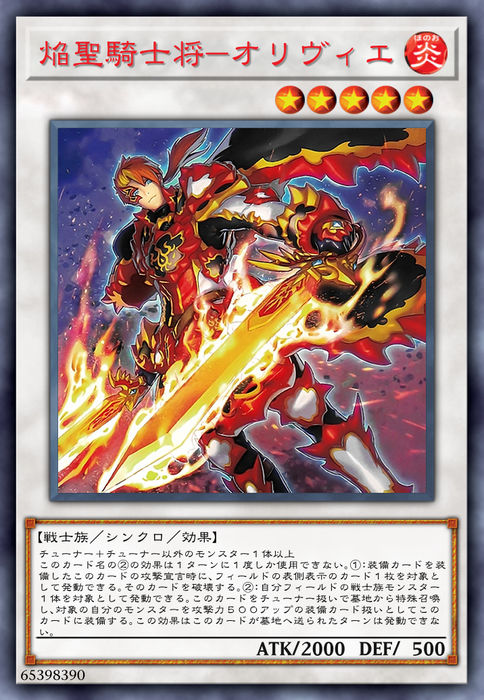 焔聖騎士将－オリヴィエ
ほのお
炎
【戦士族／シンクロ／効果】
チューナー＋チューナー以外のモンスター１体以上
このカード名の②の効果は１ターンに１度しか使用できない。①：装備カードを装
備したこのカードの攻撃宣言時に、フィールドの表側表示のカード１枚を対象と
して発動できる。そのカードを破壊する。②：自分フィールドの戦士族モンスター
１体を対象として発動できる。このカードをチューナー扱いで墓地から特殊召喚
し、対象の自分のモンスターを攻撃力５００アップの装備カード扱いとしてこの
カードに装備する。この効果はこのカードが墓地へ送られたターンは発動できな
い。
ATK/2000 DEF/ 500
65398390